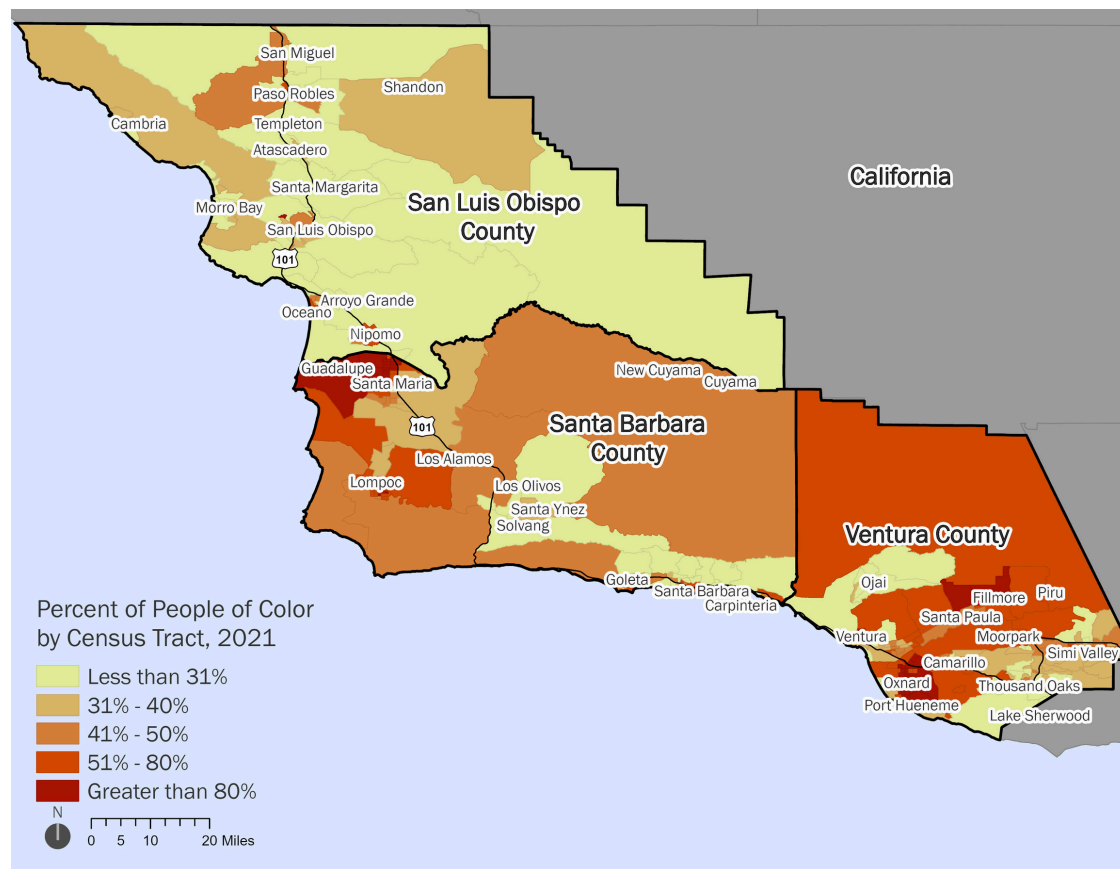 San Miguel
Paso Robles
Shandon
Cambria
Templeton
Atascadero
Santa Margarita
California
Morro Bay
San Luis Obispo
County
San Luis Obispo
101
Arroyo Grande
Oceano
Nipomo
Guadalupe
Santa Maria
New Cuyama
Cuyama
101
Santa Barbara
County
Los Alamos
Lompoc
Los Olivos
Santa Ynez
Solvang
Ventura County
Goleta
Santa Barbara
Carpinteria
Ojai
Fillmore
Piru
Santa Paula
Ventura
Moorpark
Simi Valley
Camarillo
Oxnard
Thousand Oaks
Port Hueneme
Lake Sherwood
Percent of People of Color
by Census Tract, 2021
Less than 31%
31% - 40%
41% - 50%
51% - 80%
Greater than 80%
N
0 5 10 20 Miles